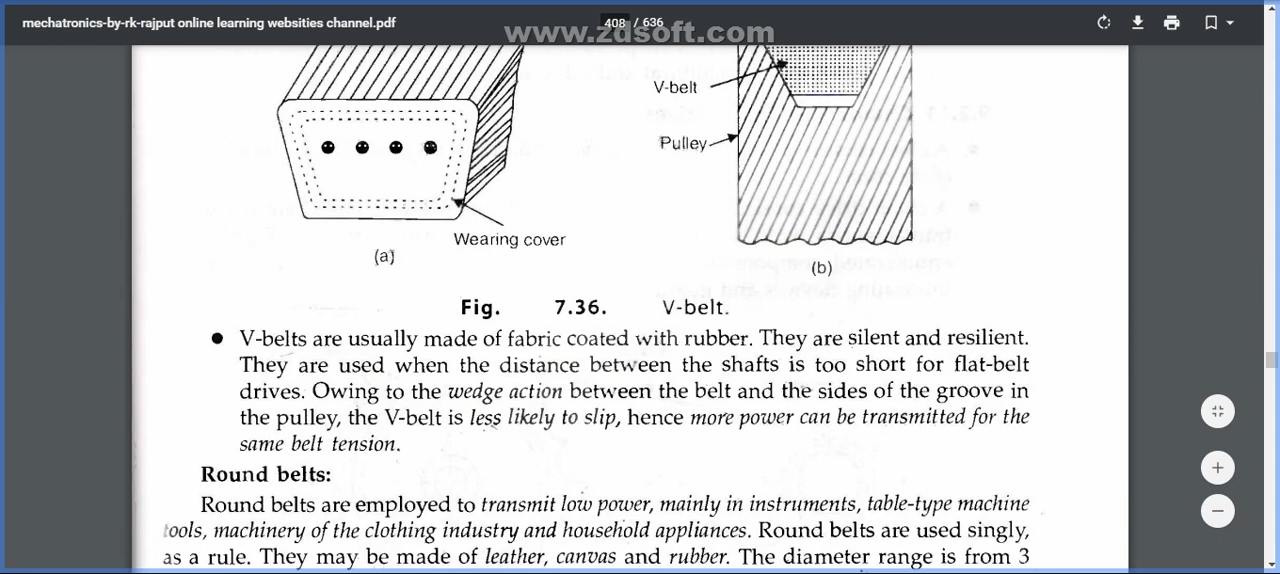 mechatronics-by-rk-rajput online learning websities channel.pdf
408 / 636
www.zdsoft.com
V-belt
Pulley
Wearing cover
(a)
(b)
Fig. 7.36. V-belt.
● V-belts are usually made of fabric coated with rubber. They are silent and resilient.
They are used when the distance between the shafts is too short for flat-belt
drives. Owing to the wedge action between the belt and the sides of the groove in
the pulley, the V-belt is less likely to slip, hence more power can be transmitted for the
same belt tension.
Round belts:
Round belts are employed to transmit low power, mainly in instruments, table-type machine
tools, machinery of the clothing industry and household appliances. Round belts are used singly,
as a rule. They may be made of leather, canvas and rubber. The diameter range is from 3